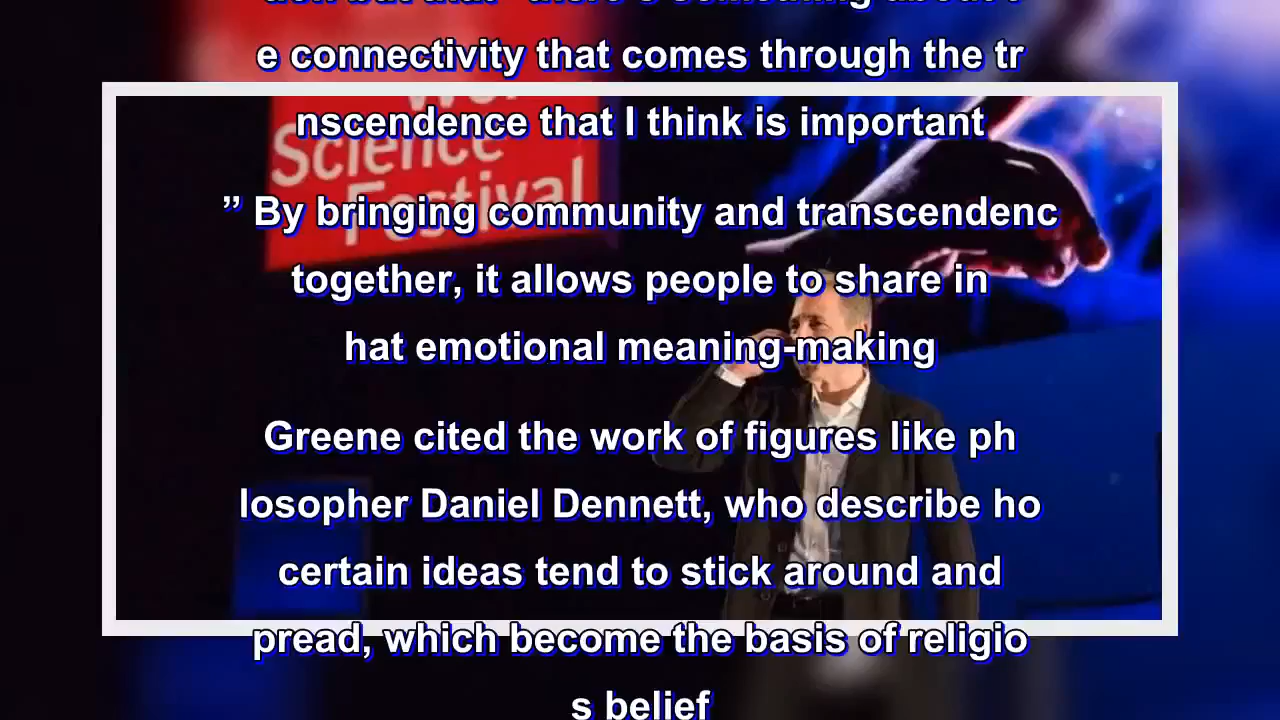 e connectivity that comes through the tr
nscendence that I think is important
” By bringing community and transcendenc
together, it allows people to share in
hat emotional meaning-making
Greene cited the work of figures like ph
losopher Daniel Dennett, who describe ho
certain ideas tend to stick around and
pread, which become the basis of religio
s belief
Science
Festival